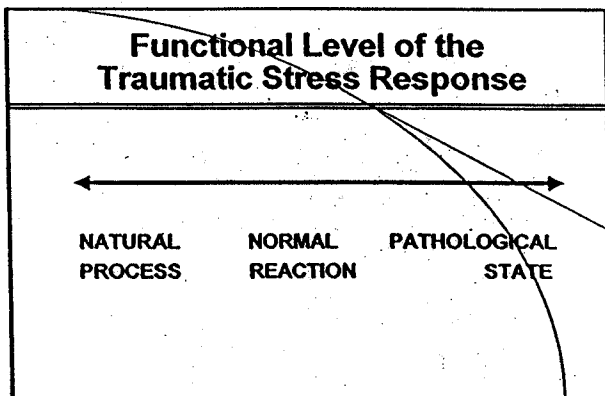 Functional Level of the
Traumatic Stress Response
NATURAL NORMAL PATHOLOGICAL
PROCESS REACTION STATE